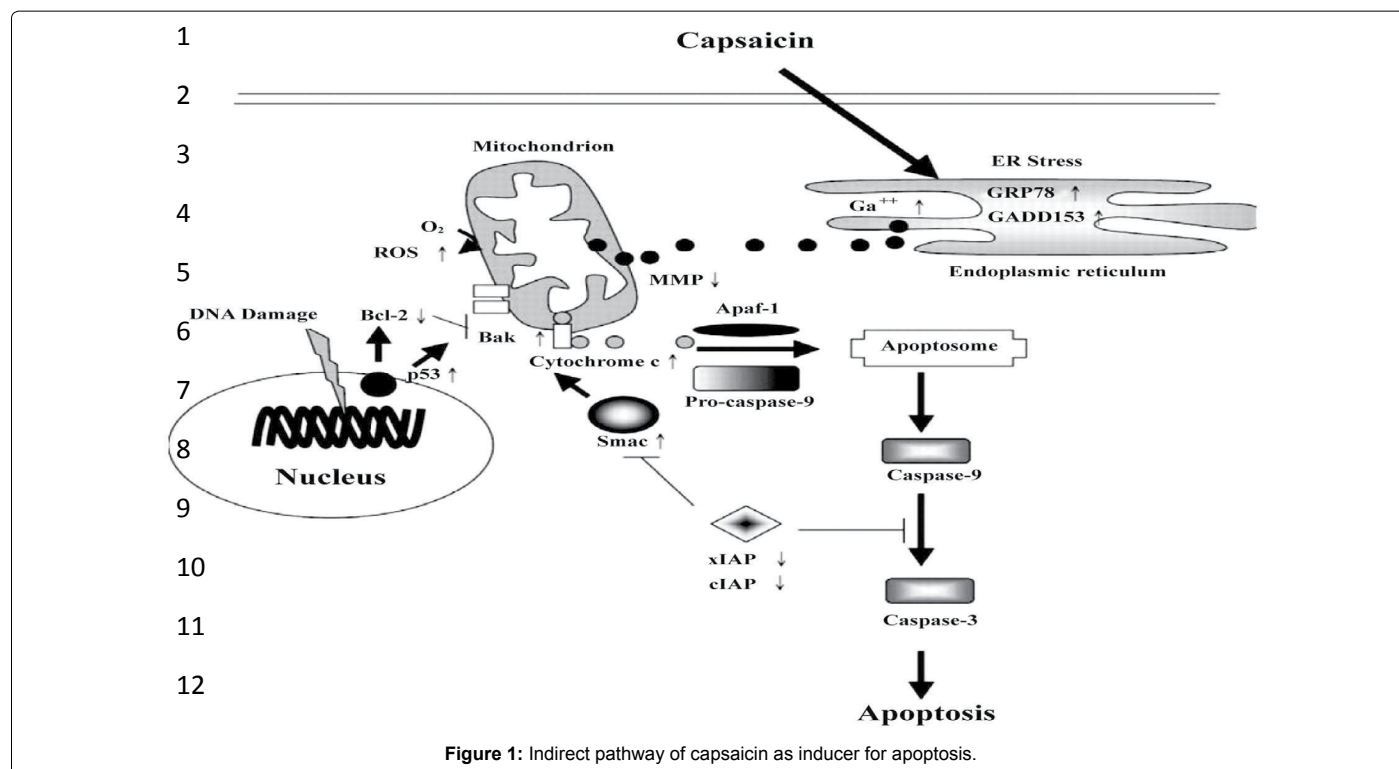 1
Capsaicin
2
3
Mitochondrion
ER Stress
GRP78 ↑
4
Ga⁺⁺ ↑
GADD153 ↑
O₂
ROS ↑
5
MMP ↓
Endoplasmic reticulum
DNA Damage
Bcl-2 ↓
Apaf-1
6
Bak ↑
Apoptosome
Cytochrome c ↑
p53 ↑
7
Pro-caspase-9
8
Smac ↑
Nucleus
Caspase-9
9
xIAP ↓
10
cIAP ↓
Caspase-3
11
12
Apoptosis
Figure 1: Indirect pathway of capsaicin as inducer for apoptosis.